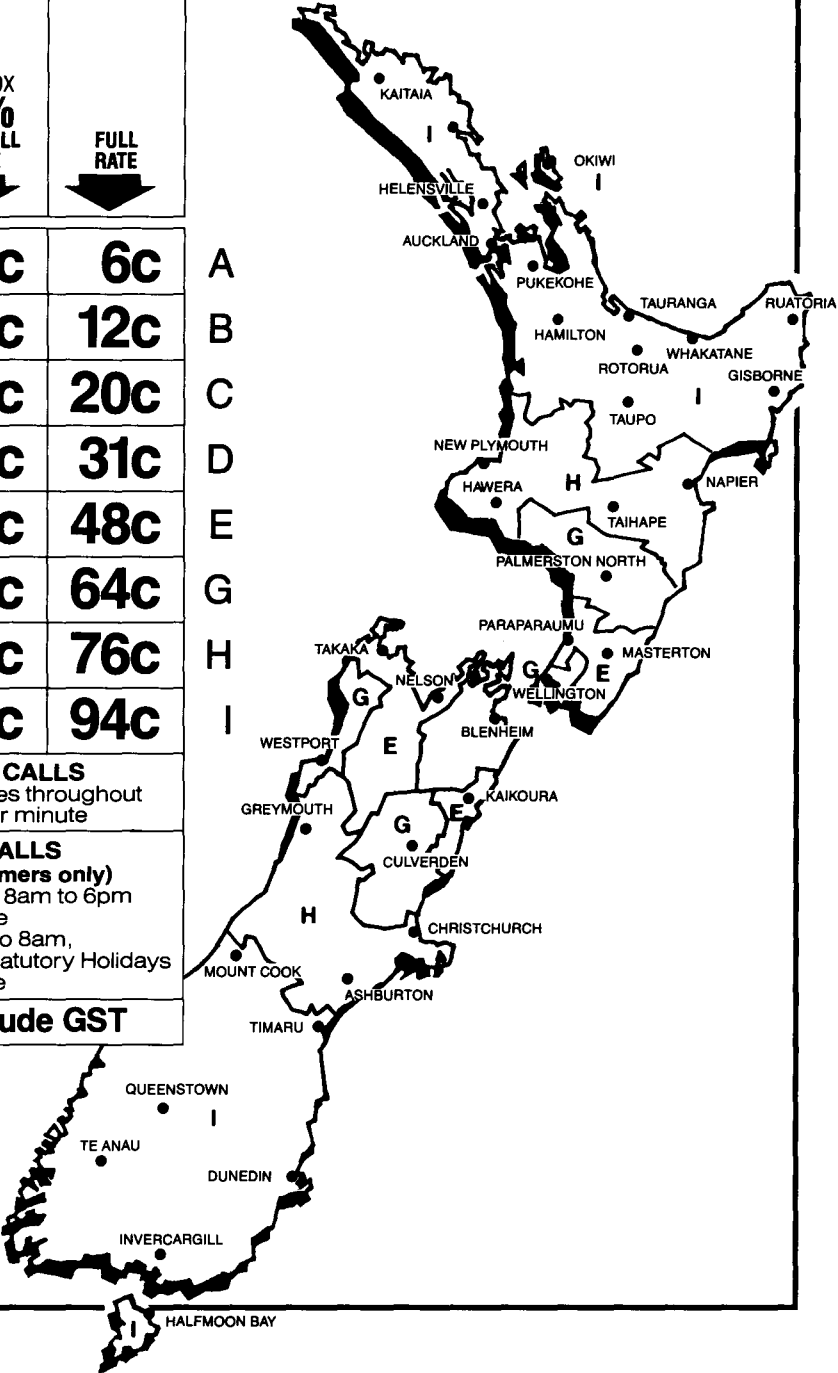 OX
%
LL
FULL
RATE
c 6c A
c 12c B
c 20c C
c 31c D
c 48c E
c 64c G
c 76c H
c 94c I
CALLS
es throughout
r minute
ALLS
mers only)
8am to 6pm
e
o 8am,
atutory Holidays
e
ude GST
KAITAIA
I
OKIWI
I
HELENSVILLE
AUCKLAND
PUKEKOHE
TAURANGA
RUATORIA
HAMILTON
WHAKATANE
ROTORUA
GISBORNE
I
TAUPO
NEW PLYMOUTH
H
NAPIER
HAWERA
TAIHAPE
G
PALMERSTON NORTH
PARAPARAUMU
TAKAKA
MASTERTON
G
E
NELSON
WELLINGTON
G
BLENHEIM
WESTPORT
E
KAIKOURA
GREYMOUTH
E
G
CULVERDEN
H
CHRISTCHURCH
MOUNT COOK
ASHBURTON
TIMARU
QUEENSTOWN
I
TE ANAU
DUNEDIN
INVERCARGILL
HALFMOON BAY
I